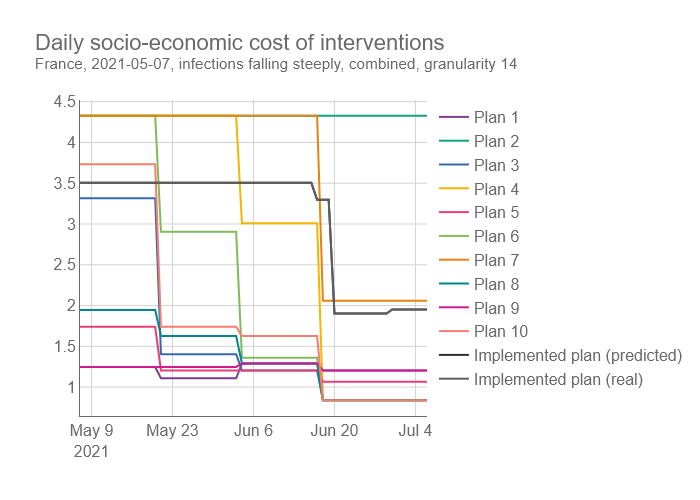 Daily socio-economic cost of interventions
France, 2021-05-07, infections falling steeply, combined, granularity 14
4.5
4
3.5
3
2.5
2
1.5
1
May 9
2021
May 23
Jun 6
Jun 20
Jul 4
Plan 1
Plan 2
Plan 3
Plan 4
Plan 5
Plan 6
Plan 7
Plan 8
Plan 9
Plan 10
Implemented plan (predicted)
Implemented plan (real)